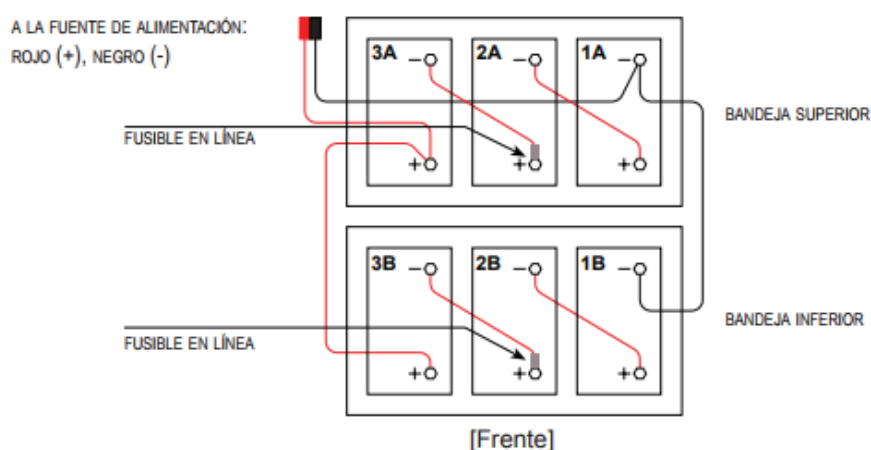 A LA FUENTE DE ALIMENTACIÓN:
ROJO (+), NEGRO (-)
3A
2A
1A
BANDEJA SUPERIOR
FUSIBLE EN LÍNEA
3B
2B
1B
BANDEJA INFERIOR
FUSIBLE EN LÍNEA
[Frente]